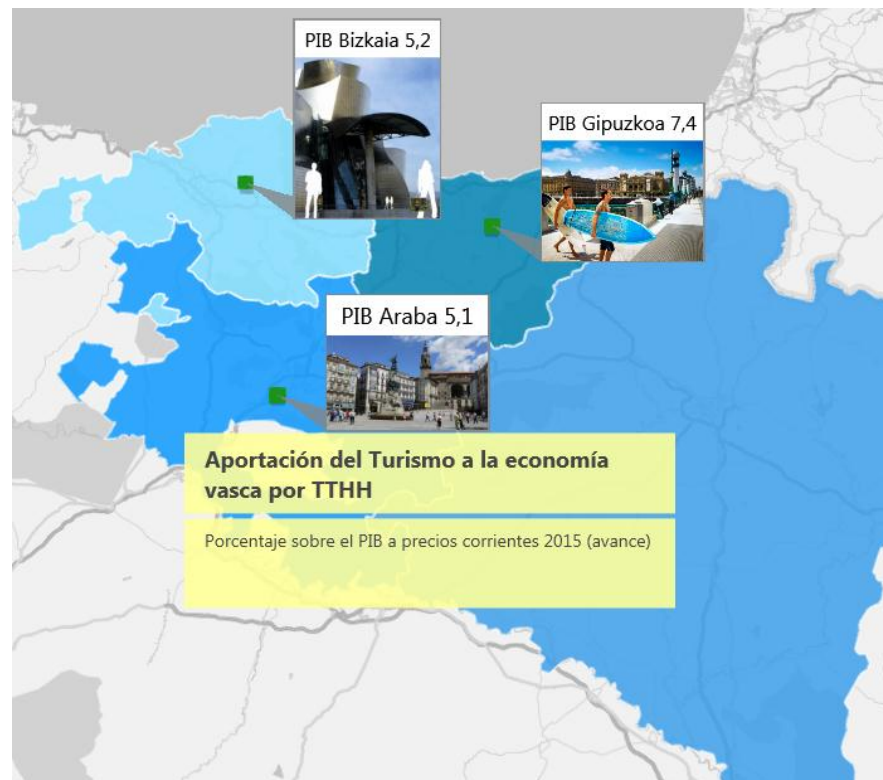 PIB Bizkaia 5,2
PIB Gipuzkoa 7,4
PIB Araba 5,1
Aportación del Turismo a la economía
vasca por TTHH
Porcentaje sobre el PIB a precios corrientes 2015 (avance)